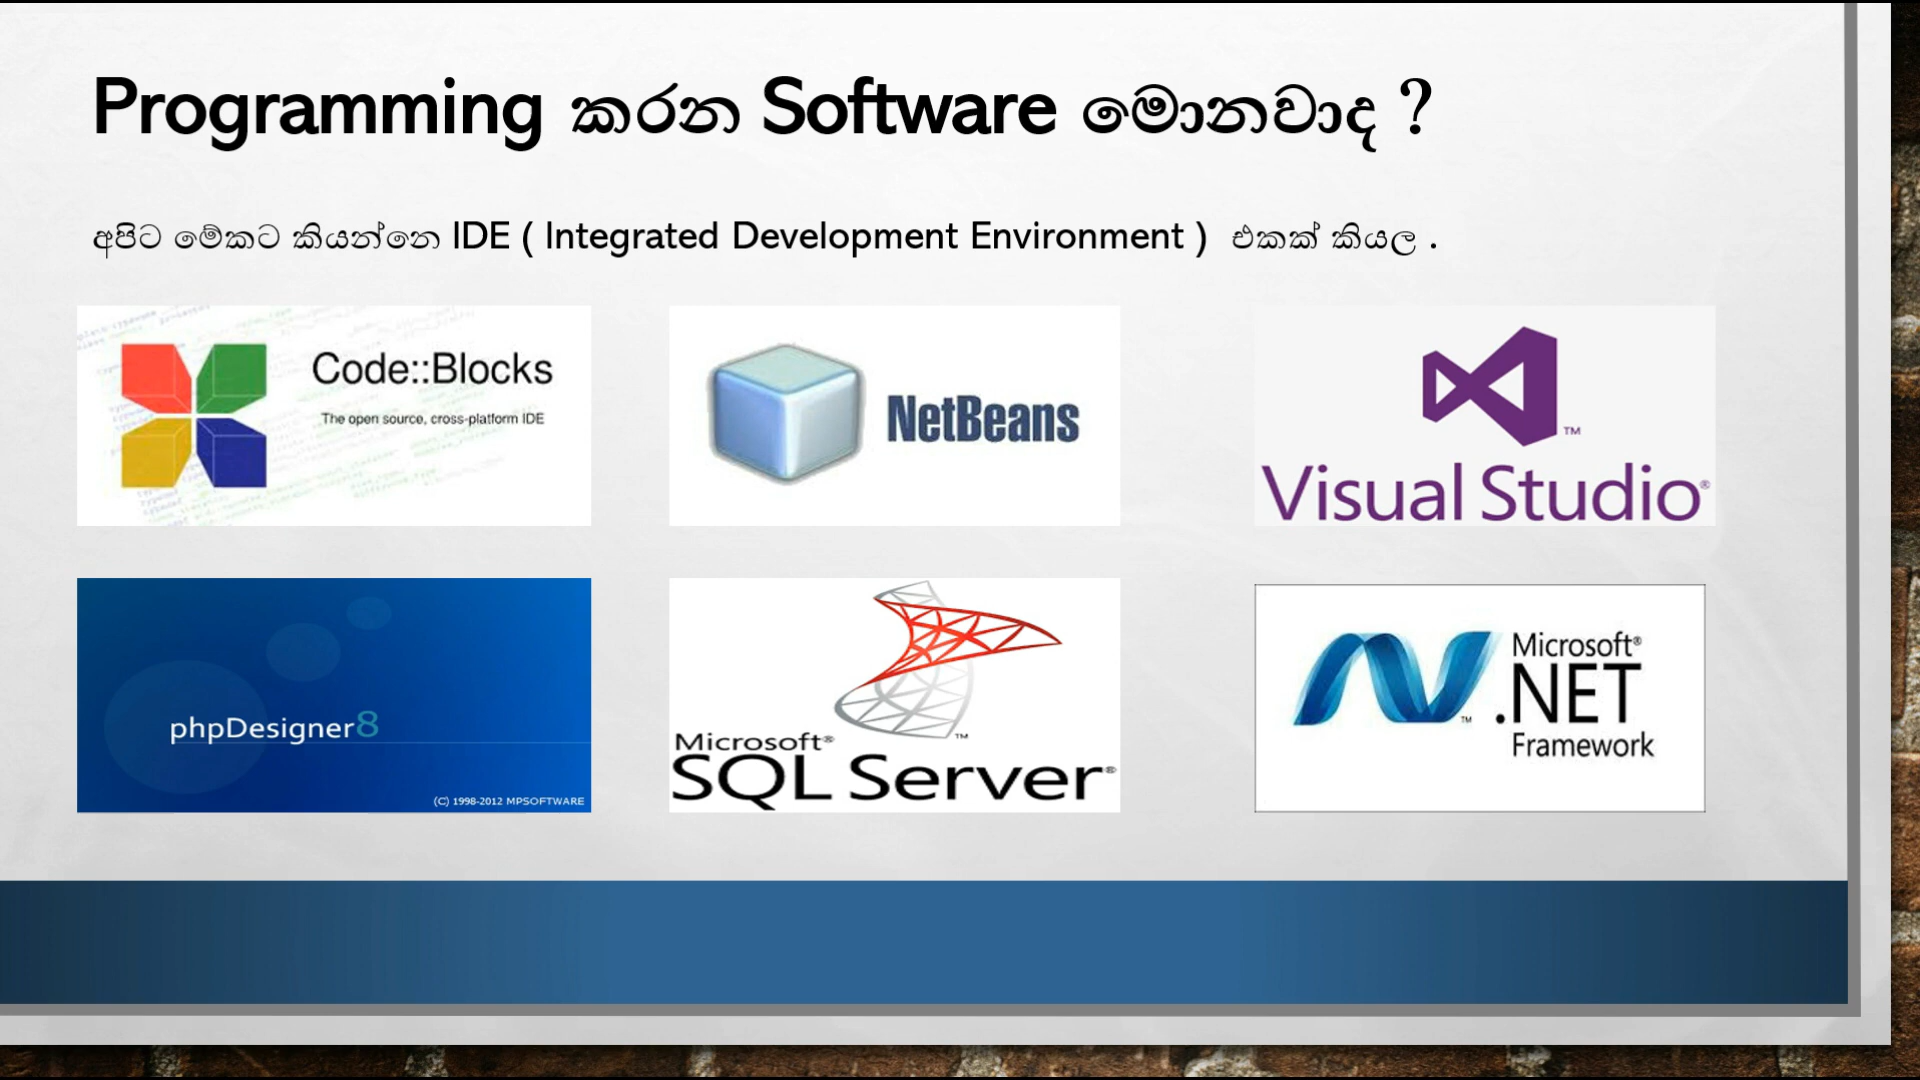 Programming කරන Software මොනවාද ?
අපිට මේකට කියන්නෙ IDE ( Integrated Development Environment ) එකක් කියල .
Code::Blocks
The open source, cross-platform IDE
NetBeans
Visual Studio
phpDesigner8
(C) 1998-2012 MPSOFTWARE
Microsoft®
SQL Server®
Microsoft®
.NET
Framework